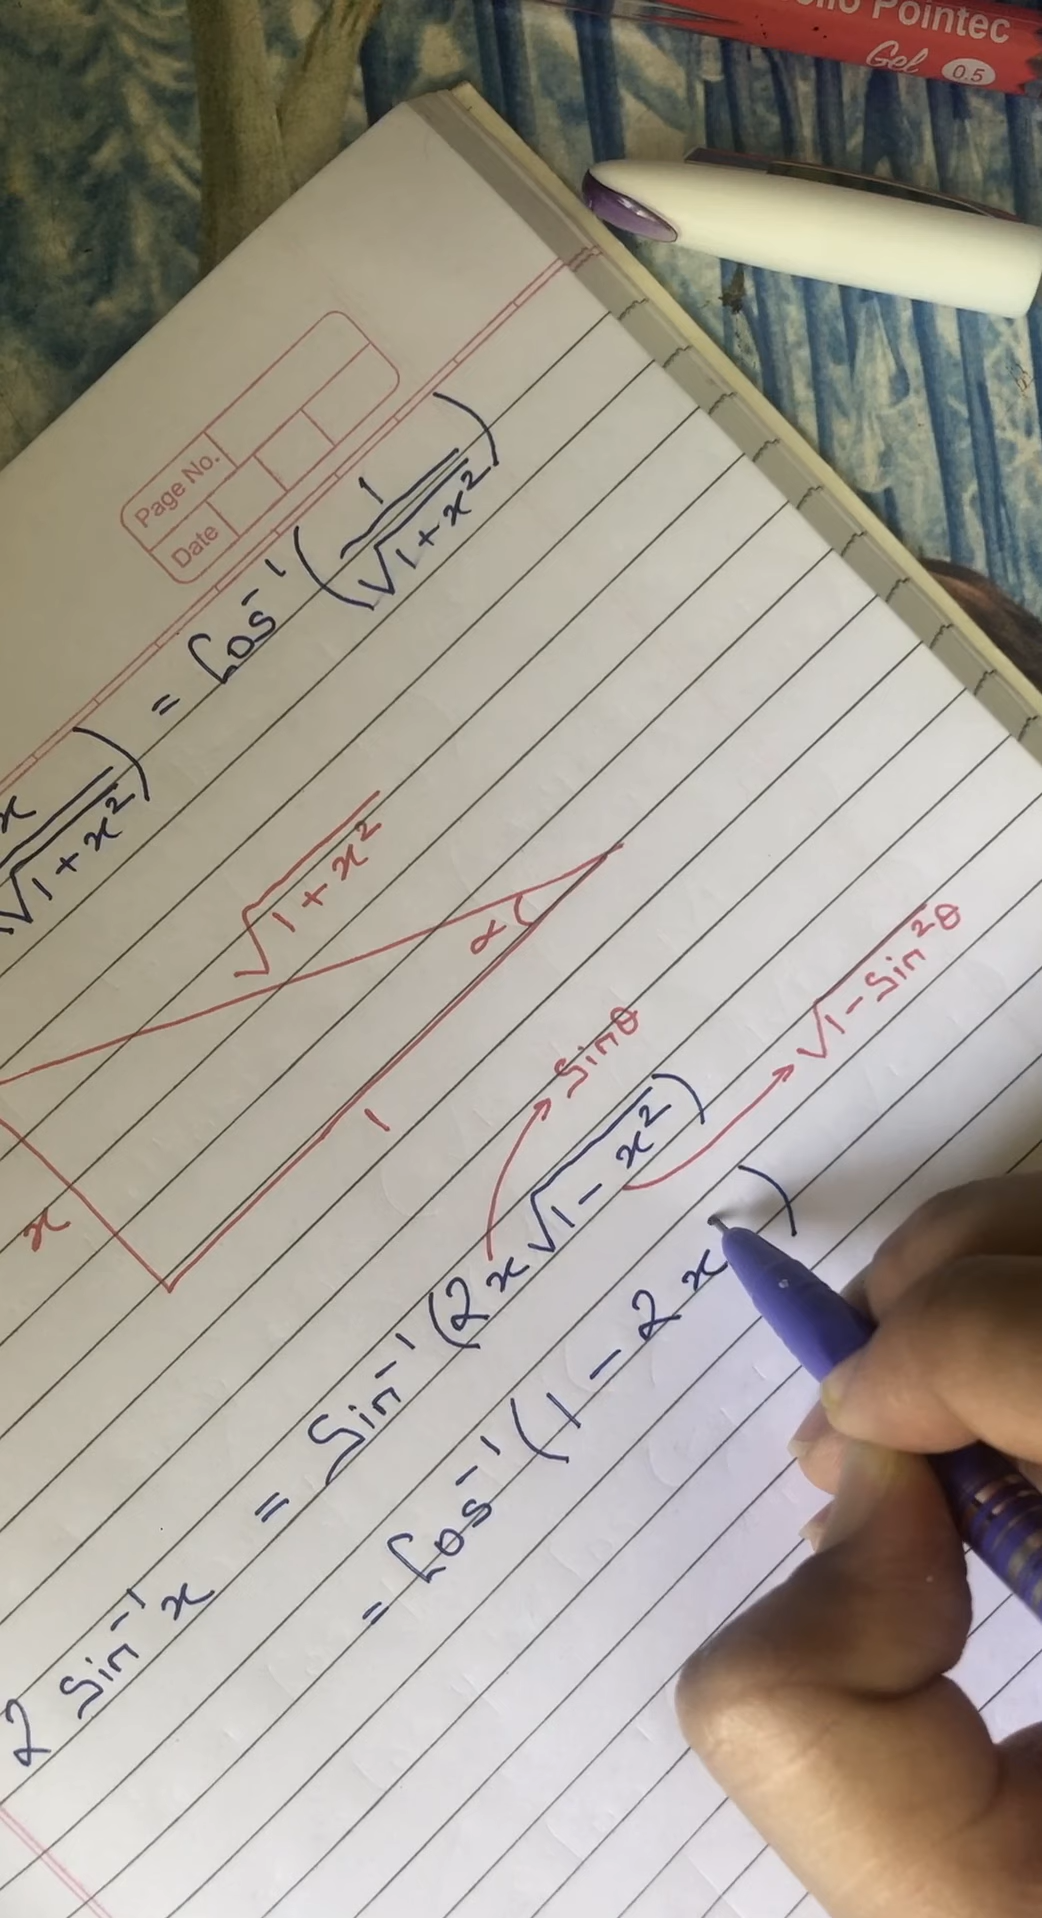 Pointec
Gel 0.5
Page No.
Date
x/√(1+x²)) = Cos⁻¹(1/√(1+x²))
√(1+x²)
α
1
x
Sinθ
√(1-Sin²θ)
2 Sin⁻¹x = Sin⁻¹(2x√(1-x²))
= Cos⁻¹(1-2x )